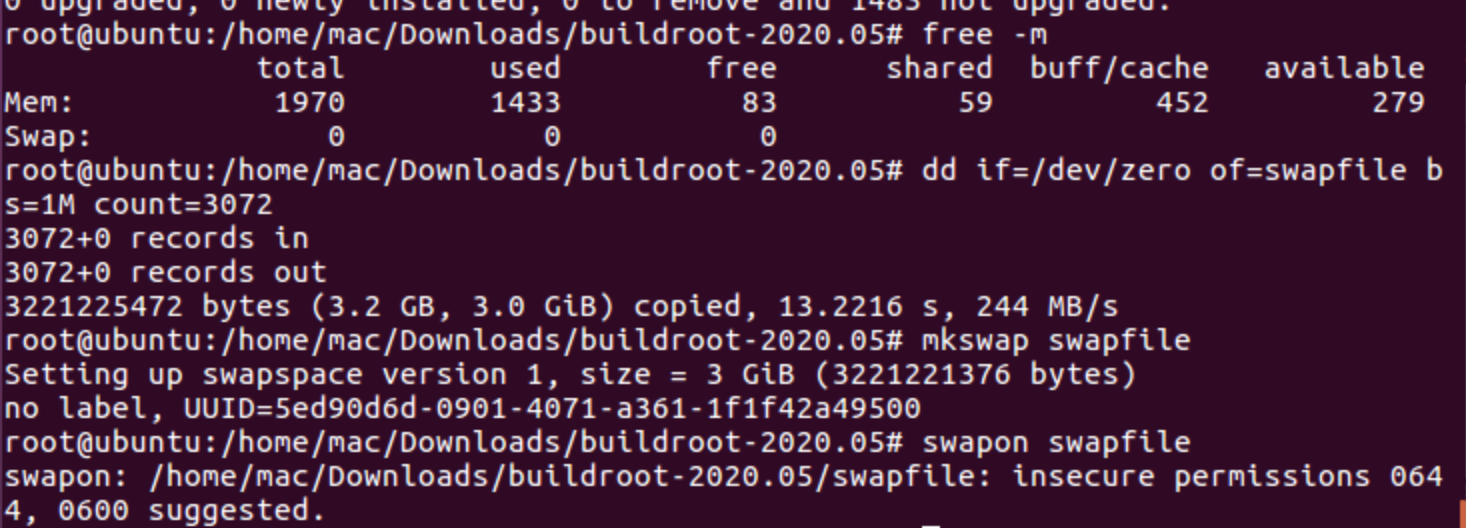 0 upgraded, 0 newly installed, 0 to remove and 1483 not upgraded.
root@ubuntu:/home/mac/Downloads/buildroot-2020.05# free -m
              total        used        free      shared  buff/cache   available
Mem:           1970        1433          83          59         452         279
Swap:             0           0           0
root@ubuntu:/home/mac/Downloads/buildroot-2020.05# dd if=/dev/zero of=swapfile b
s=1M count=3072
3072+0 records in
3072+0 records out
3221225472 bytes (3.2 GB, 3.0 GiB) copied, 13.2216 s, 244 MB/s
root@ubuntu:/home/mac/Downloads/buildroot-2020.05# mkswap swapfile
Setting up swapspace version 1, size = 3 GiB (3221221376 bytes)
no label, UUID=5ed90d6d-0901-4071-a361-1f1f42a49500
root@ubuntu:/home/mac/Downloads/buildroot-2020.05# swapon swapfile
swapon: /home/mac/Downloads/buildroot-2020.05/swapfile: insecure permissions 064
4, 0600 suggested.